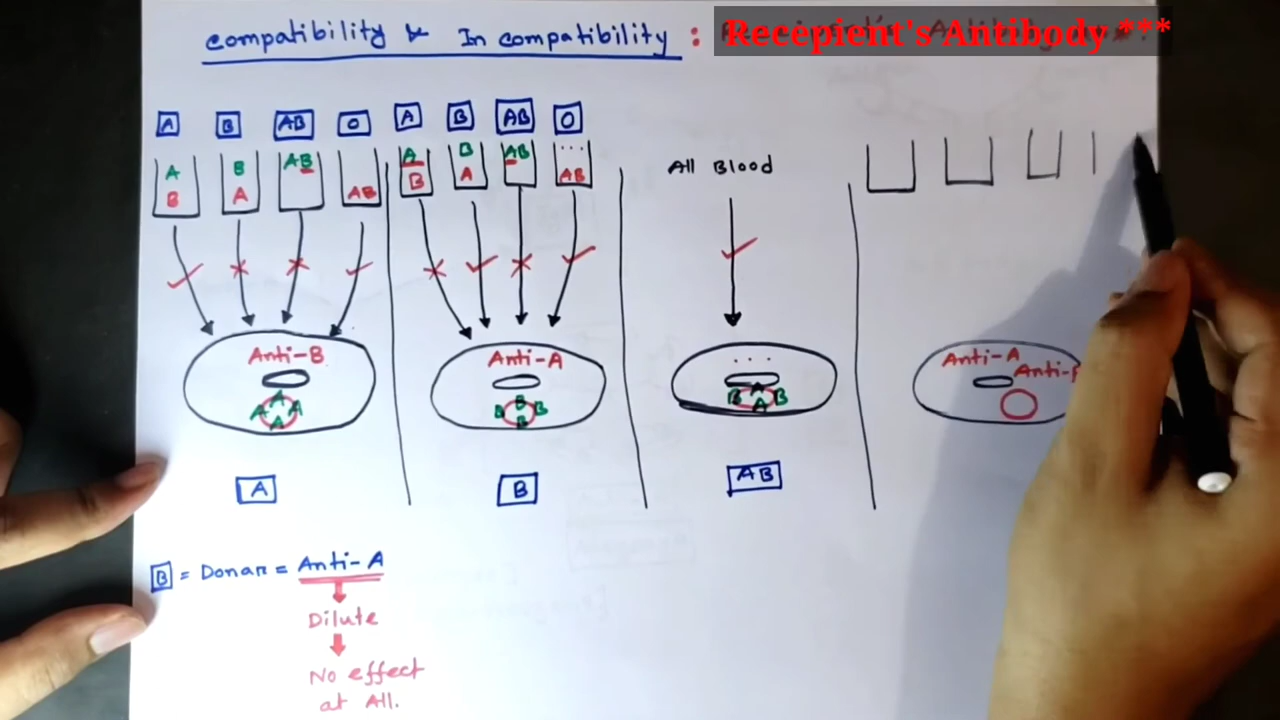 Compatibility & In compatibility :
Recepient's Antibody ***
A B AB O A B AB O
A B AB A B AB ...
B A AB B A AB
All Blood
Anti-B
A
A A
A
Anti-A
B
B B
B
...
A
B B
A
Anti-A
A
B
AB
B = Donar = Anti-A
Dilute
No effect
at All.